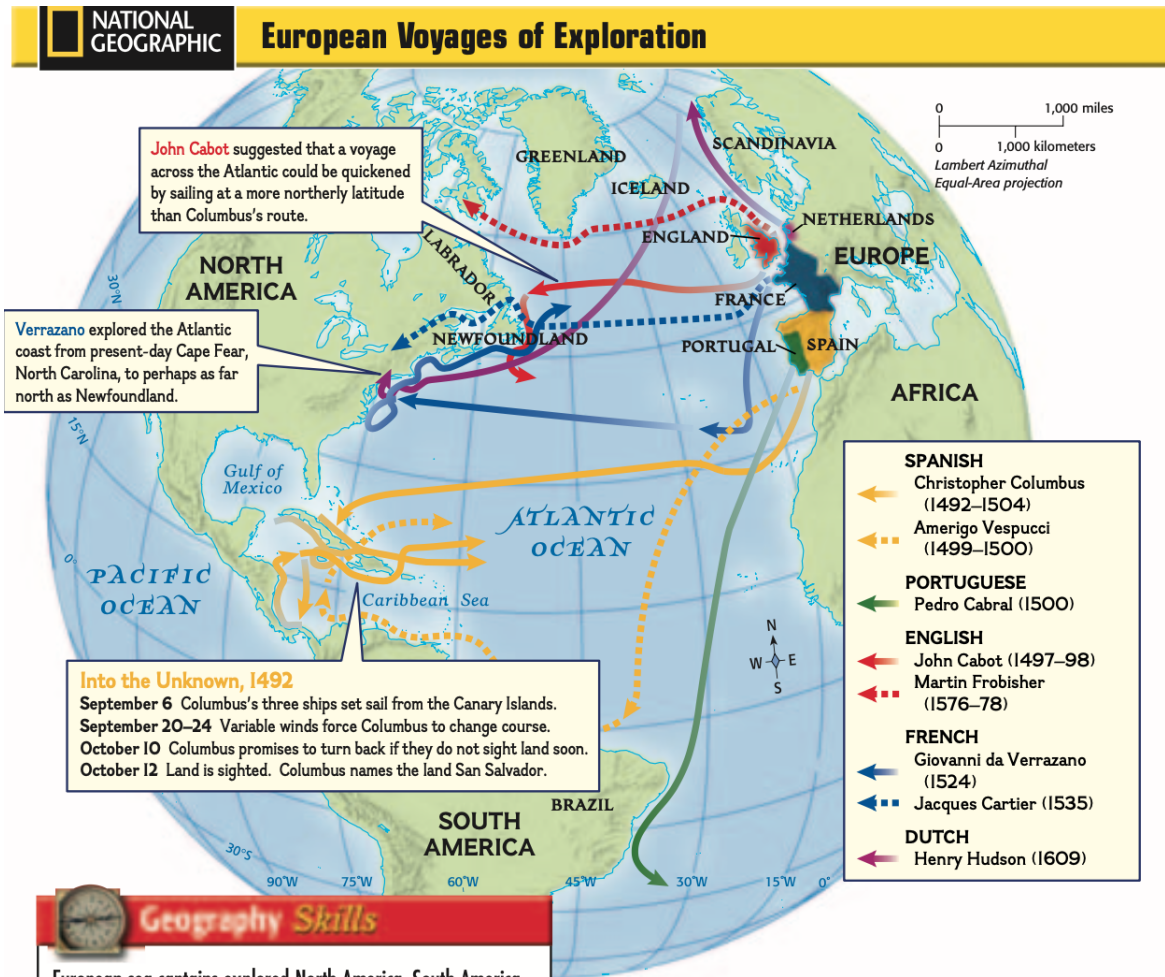 NATIONAL
GEOGRAPHIC
European Voyages of Exploration
0 1,000 miles
0 1,000 kilometers
Lambert Azimuthal
Equal-Area projection
John Cabot suggested that a voyage
across the Atlantic could be quickened
by sailing at a more northerly latitude
than Columbus's route.
GREENLAND
ICELAND
SCANDINAVIA
NETHERLANDS
ENGLAND
EUROPE
LABRADOR
NORTH
AMERICA
30°N
FRANCE
Verrazano explored the Atlantic
coast from present-day Cape Fear,
North Carolina, to perhaps as far
north as Newfoundland.
NEWFOUNDLAND
PORTUGAL
SPAIN
AFRICA
15°N
Gulf of
Mexico
ATLANTIC
OCEAN
0°
PACIFIC
OCEAN
Caribbean Sea
N
W E
S
Into the Unknown, 1492
September 6 Columbus's three ships set sail from the Canary Islands.
September 20–24 Variable winds force Columbus to change course.
October 10 Columbus promises to turn back if they do not sight land soon.
October 12 Land is sighted. Columbus names the land San Salvador.
BRAZIL
SOUTH
AMERICA
30°S
90°W 75°W 60°W 45°W 30°W 15°W 0°
SPANISH
Christopher Columbus
(1492–1504)
Amerigo Vespucci
(1499–1500)
PORTUGUESE
Pedro Cabral (1500)
ENGLISH
John Cabot (1497–98)
Martin Frobisher
(1576–78)
FRENCH
Giovanni da Verrazano
(1524)
Jacques Cartier (1535)
DUTCH
Henry Hudson (1609)
Geography Skills
European sea captains explored North America, South America